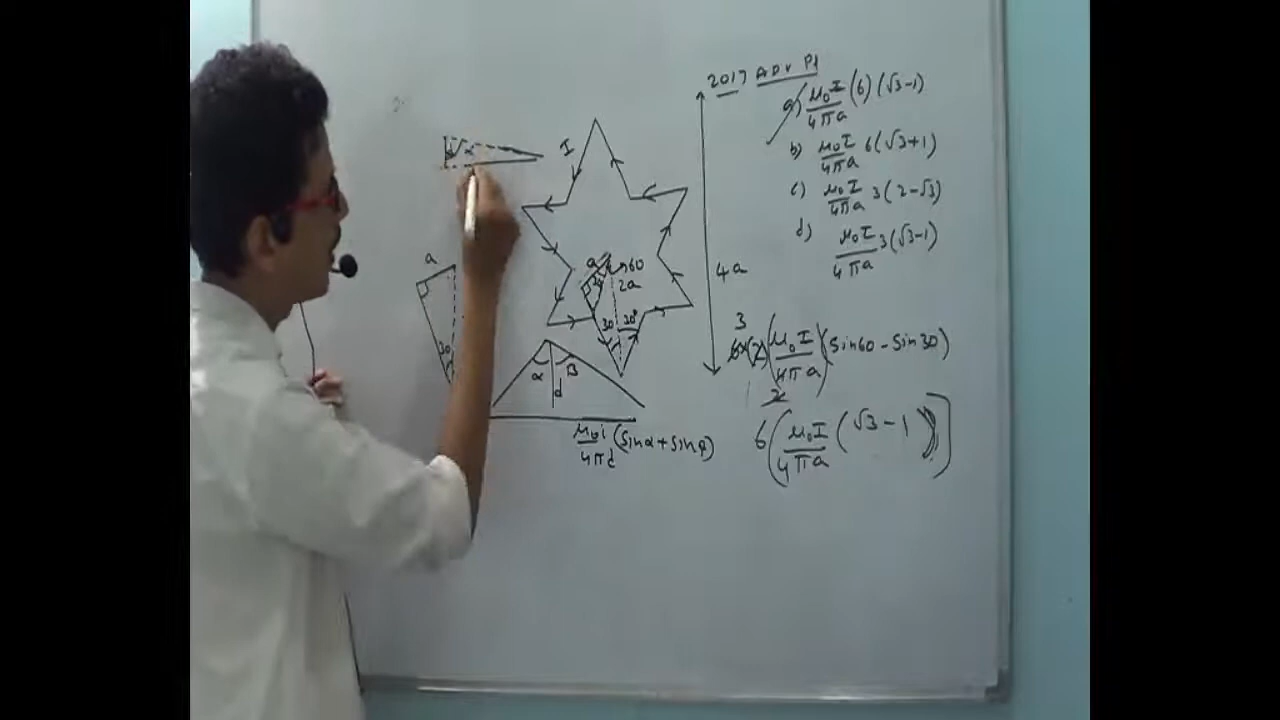 2017 ADV P1
a) μ₀I/4πa (6)(√3-1)
b) μ₀I/4πa 6(√3+1)
c) μ₀I/4πa 3(2-√3)
d) μ₀I/4πa 3(√3-1)
I
α
a
30
a
60
2a
30
30°
4a
α β
d
μ₀i/4πd (sinα+sinβ)
3
(μ₀I/4πa)(sin60-sin30)
2
6(μ₀I/4πa (√3-1))